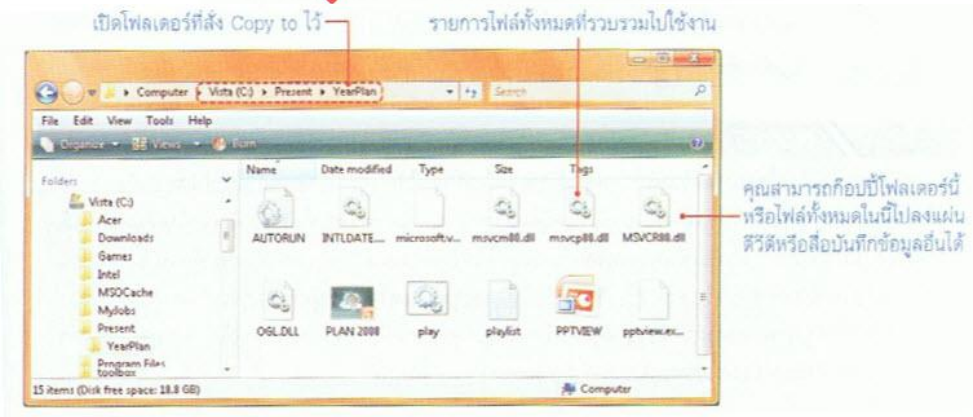 เปิดโฟลเดอร์ที่สั่ง Copy to ไว้
รายการไฟล์ทั้งหมดที่รวบรวมไปใช้งาน
Computer Vista (C:) Present YearPlan
Search
File Edit View Tools Help
Organize Views Burn
Folders
Name Date modified Type Size Tags
Vista (C:)
Acer
Downloads
Games
Intel
MSOCache
MyJobs
Present
YearPlan
Program Files
toolbox
AUTORUN INTLDATE... microsoft.v... msvcm80.dll msvcp80.dll MSVCR80.dll
OGL.DLL PLAN 2008 play playlist PPTVIEW pptview.ex...
คุณสามารถก๊อปปี้โฟลเดอร์นี้
หรือไฟล์ทั้งหมดในนี้ไปลงแผ่น
ดีวีดีหรือสื่อบันทึกข้อมูลอื่นได้
15 items (Disk free space: 18.8 GB)
Computer